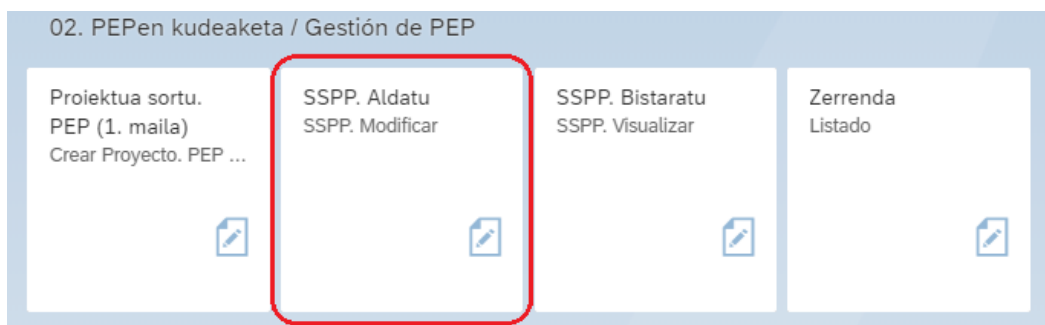 02. PEPen kudeaketa / Gestión de PEP
Proiektua sortu.
PEP (1. maila)
Crear Proyecto. PEP ...
SSPP. Aldatu
SSPP. Modificar
SSPP. Bistaratu
SSPP. Visualizar
Zerrenda
Listado